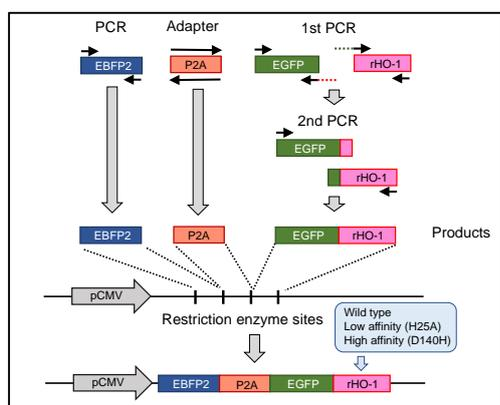 PCR
Adapter
1st PCR
EBFP2
P2A
EGFP
rHO-1
2nd PCR
EGFP
EGFP
rHO-1
EBFP2
P2A
EGFP
rHO-1
Products
pCMV
Restriction enzyme sites
Wild type
Low affinity (H25A)
High affinity (D140H)
pCMV
EBFP2
P2A
EGFP
rHO-1